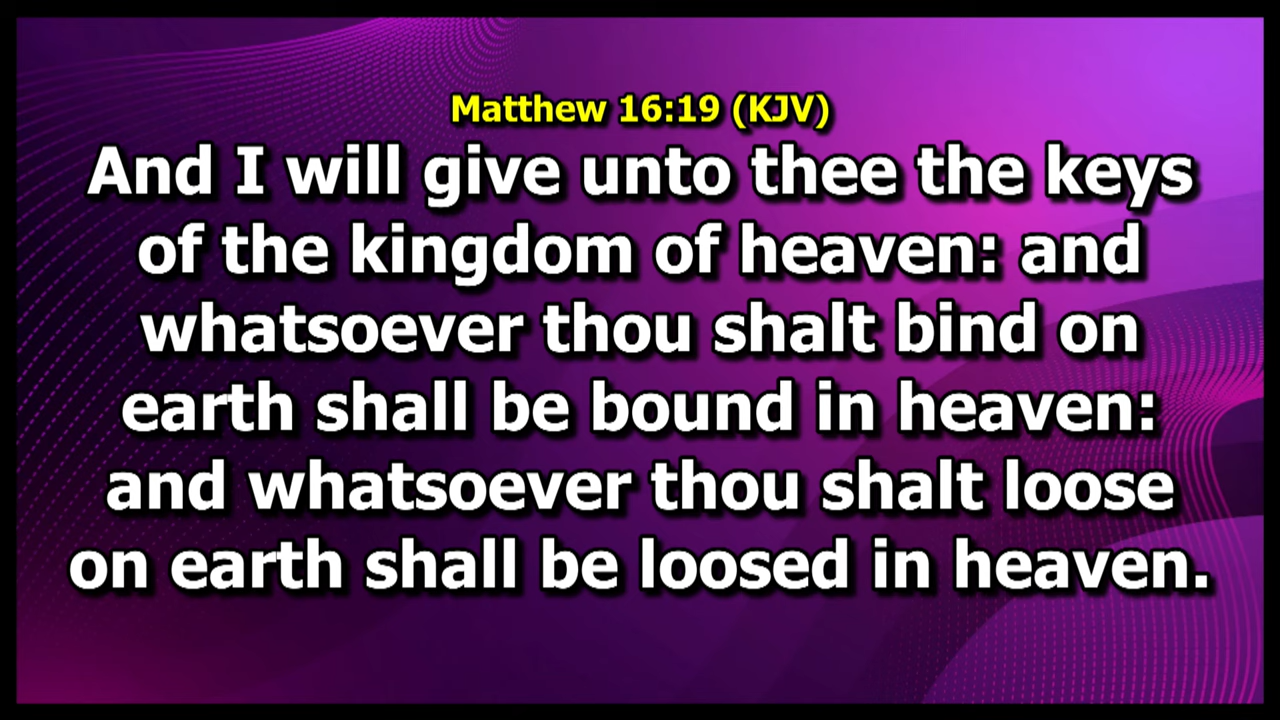 Matthew 16:19 (KJV)
And I will give unto thee the keys
of the kingdom of heaven: and
whatsoever thou shalt bind on
earth shall be bound in heaven:
and whatsoever thou shalt loose
on earth shall be loosed in heaven.